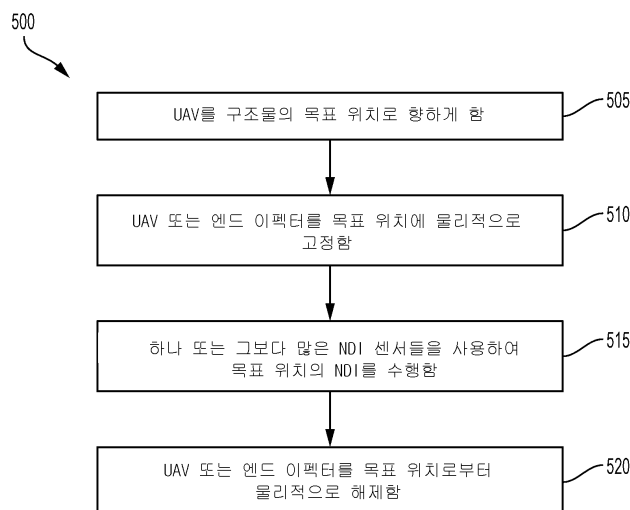 500
UAV를 구조물의 목표 위치로 향하게 함
505
UAV 또는 엔드 이펙터를 목표 위치에 물리적으로
고정함
510
하나 또는 그보다 많은 NDI 센서들을 사용하여
목표 위치의 NDI를 수행함
515
UAV 또는 엔드 이펙터를 목표 위치로부터
물리적으로 해제함
520